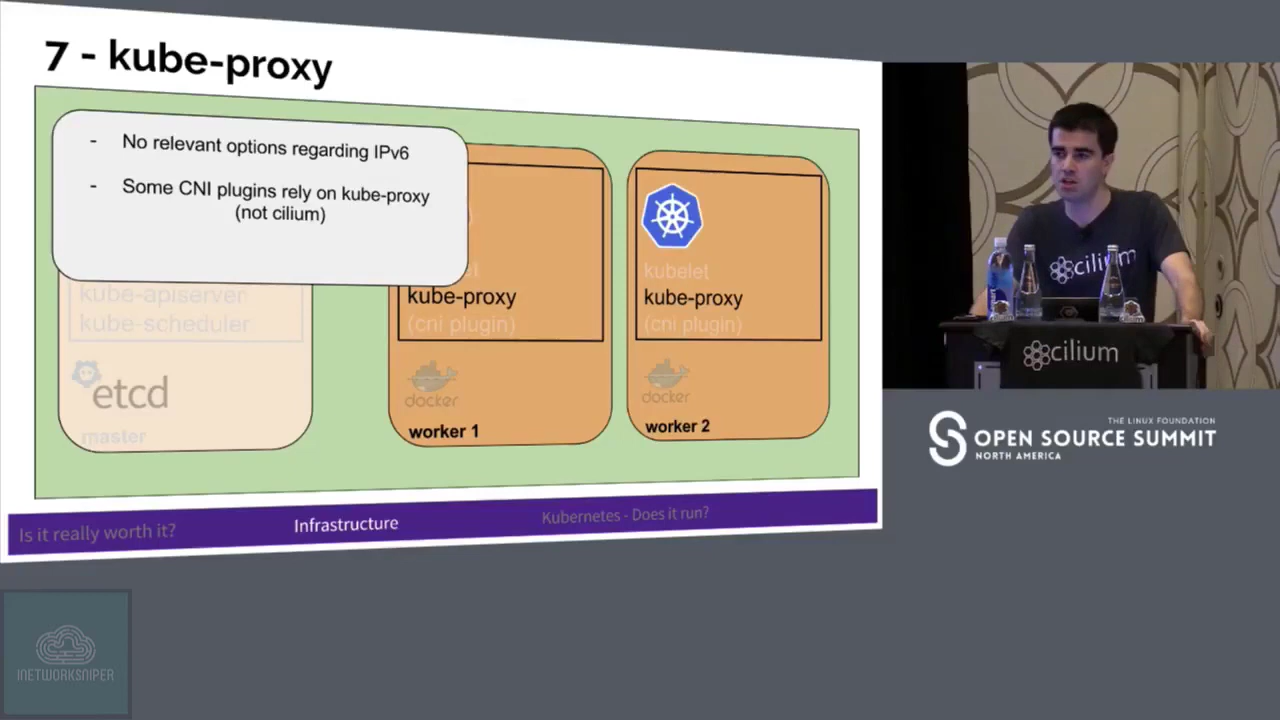 7 - kube-proxy
- No relevant options regarding IPv6
- Some CNI plugins rely on kube-proxy
(not cilium)
kube-apiserver
kube-scheduler
etcd
master
kube-proxy
(cni plugin)
docker
worker 1
kubelet
kube-proxy
(cni plugin)
docker
worker 2
Is it really worth it?
Infrastructure
Kubernetes - Does it run?
cilium
cilium
THE LINUX FOUNDATION
OPEN SOURCE SUMMIT
NORTH AMERICA
INETWORKSNIPER